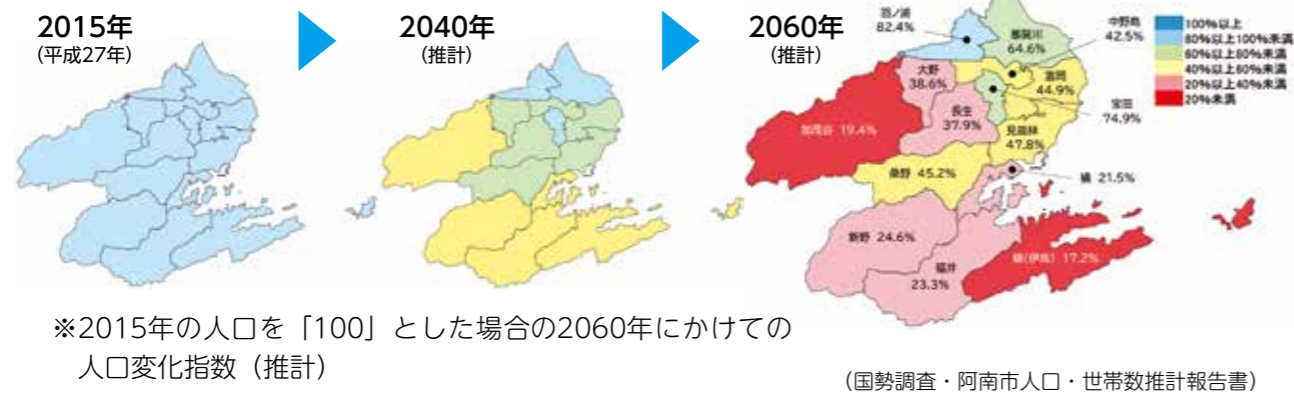 2015年
(平成27年)
2040年
(推計)
2060年
(推計)
羽ノ浦
82.4%
那賀川
64.6%
中野島
42.5%
100%以上
80%以上100%未満
60%以上80%未満
40%以上60%未満
20%以上40%未満
20%未満
大野
38.6%
富岡
44.9%
宝田
74.9%
長生
37.9%
加茂谷 19.4%
見能林
47.8%
桑野 45.2%
橘 21.5%
新野 24.6%
福井
23.3%
椿(伊島) 17.2%
※2015年の人口を「100」とした場合の2060年にかけての
人口変化指数（推計）
（国勢調査・阿南市人口・世帯数推計報告書）